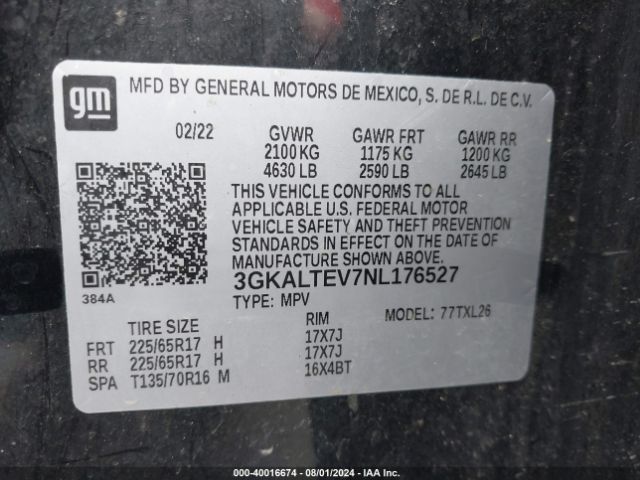 gm
MFD BY GENERAL MOTORS DE MEXICO, S. DE R.L. DE C.V.
02/22 GVWR GAWR FRT GAWR RR
2100 KG 1175 KG 1200 KG
4630 LB 2590 LB 2645 LB
THIS VEHICLE CONFORMS TO ALL
APPLICABLE U.S. FEDERAL MOTOR
VEHICLE SAFETY AND THEFT PREVENTION
STANDARDS IN EFFECT ON THE DATE OF
MANUFACTURE SHOWN ABOVE.
384A
3GKALTEV7NL176527
TYPE: MPV MODEL: 77TXL26
TIRE SIZE RIM
FRT 225/65R17 H 17X7J
RR 225/65R17 H 17X7J
SPA T135/70R16 M 16X4BT
000-40016674 - 08/01/2024 - IAA Inc.